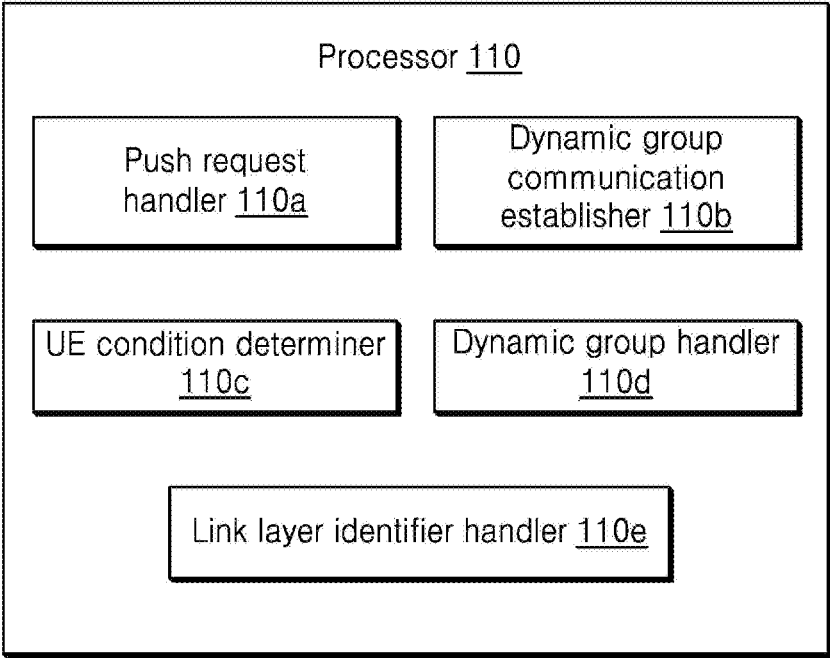 Processor 110
Push request
handler 110a
Dynamic group
communication
establisher 110b
UE condition determiner
110c
Dynamic group handler
110d
Link layer identifier handler 110e